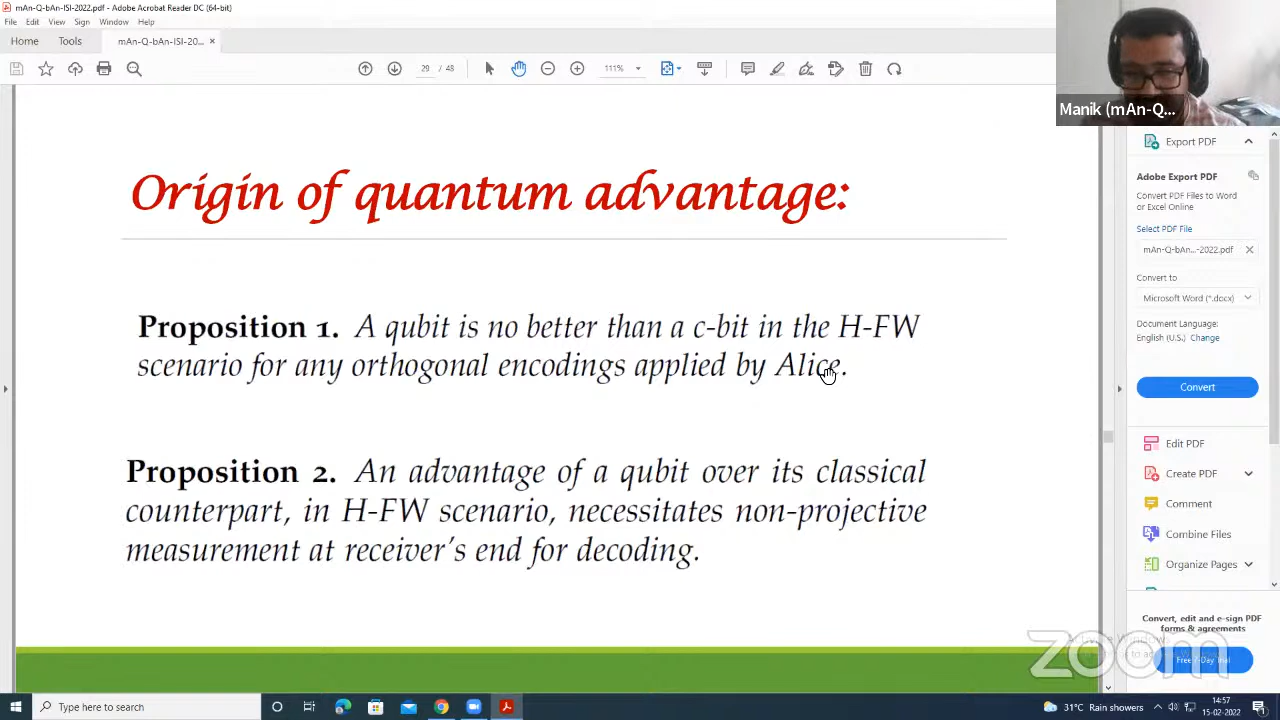 mAn-Q-bAn-ISI-2022.pdf - Adobe Acrobat Reader DC (64-bit)
File Edit View Sign Window Help
Home Tools mAn-Q-bAn-ISI-20... ×
29 / 48 111%
Manik (mAn-Q-...
Origin of quantum advantage:
Proposition 1. A qubit is no better than a c-bit in the H-FW
scenario for any orthogonal encodings applied by Alice.
Proposition 2. An advantage of a qubit over its classical
counterpart, in H-FW scenario, necessitates non-projective
measurement at receiver's end for decoding.
Export PDF
Adobe Export PDF
Convert PDF Files to Word
or Excel Online
Select PDF File
mAn-Q-bAn...-2022.pdf
Convert to
Microsoft Word (*.docx)
Document Language:
English (U.S.) Change
Convert
Edit PDF
Create PDF
Comment
Combine Files
Organize Pages
Convert, edit and e-sign PDF
forms & agreements
Free 7-Day Trial
zoom
Type here to search
31°C Rain showers
14:57
15-02-2022